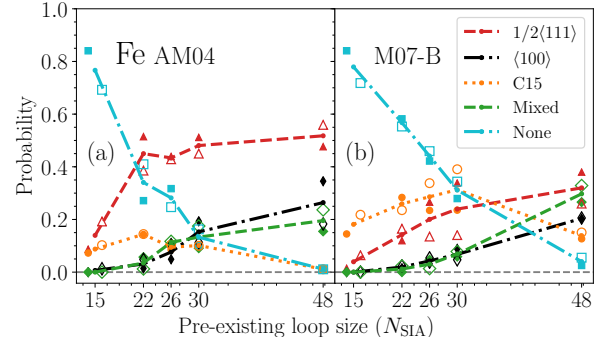 Fe AM04
M07-B
(a)
(b)
1/2⟨111⟩
⟨100⟩
C15
Mixed
None
Probability
1.0
0.8
0.6
0.4
0.2
0.0
15 22 26 30 48
15 22 26 30 48
Pre-existing loop size (N_SIA)